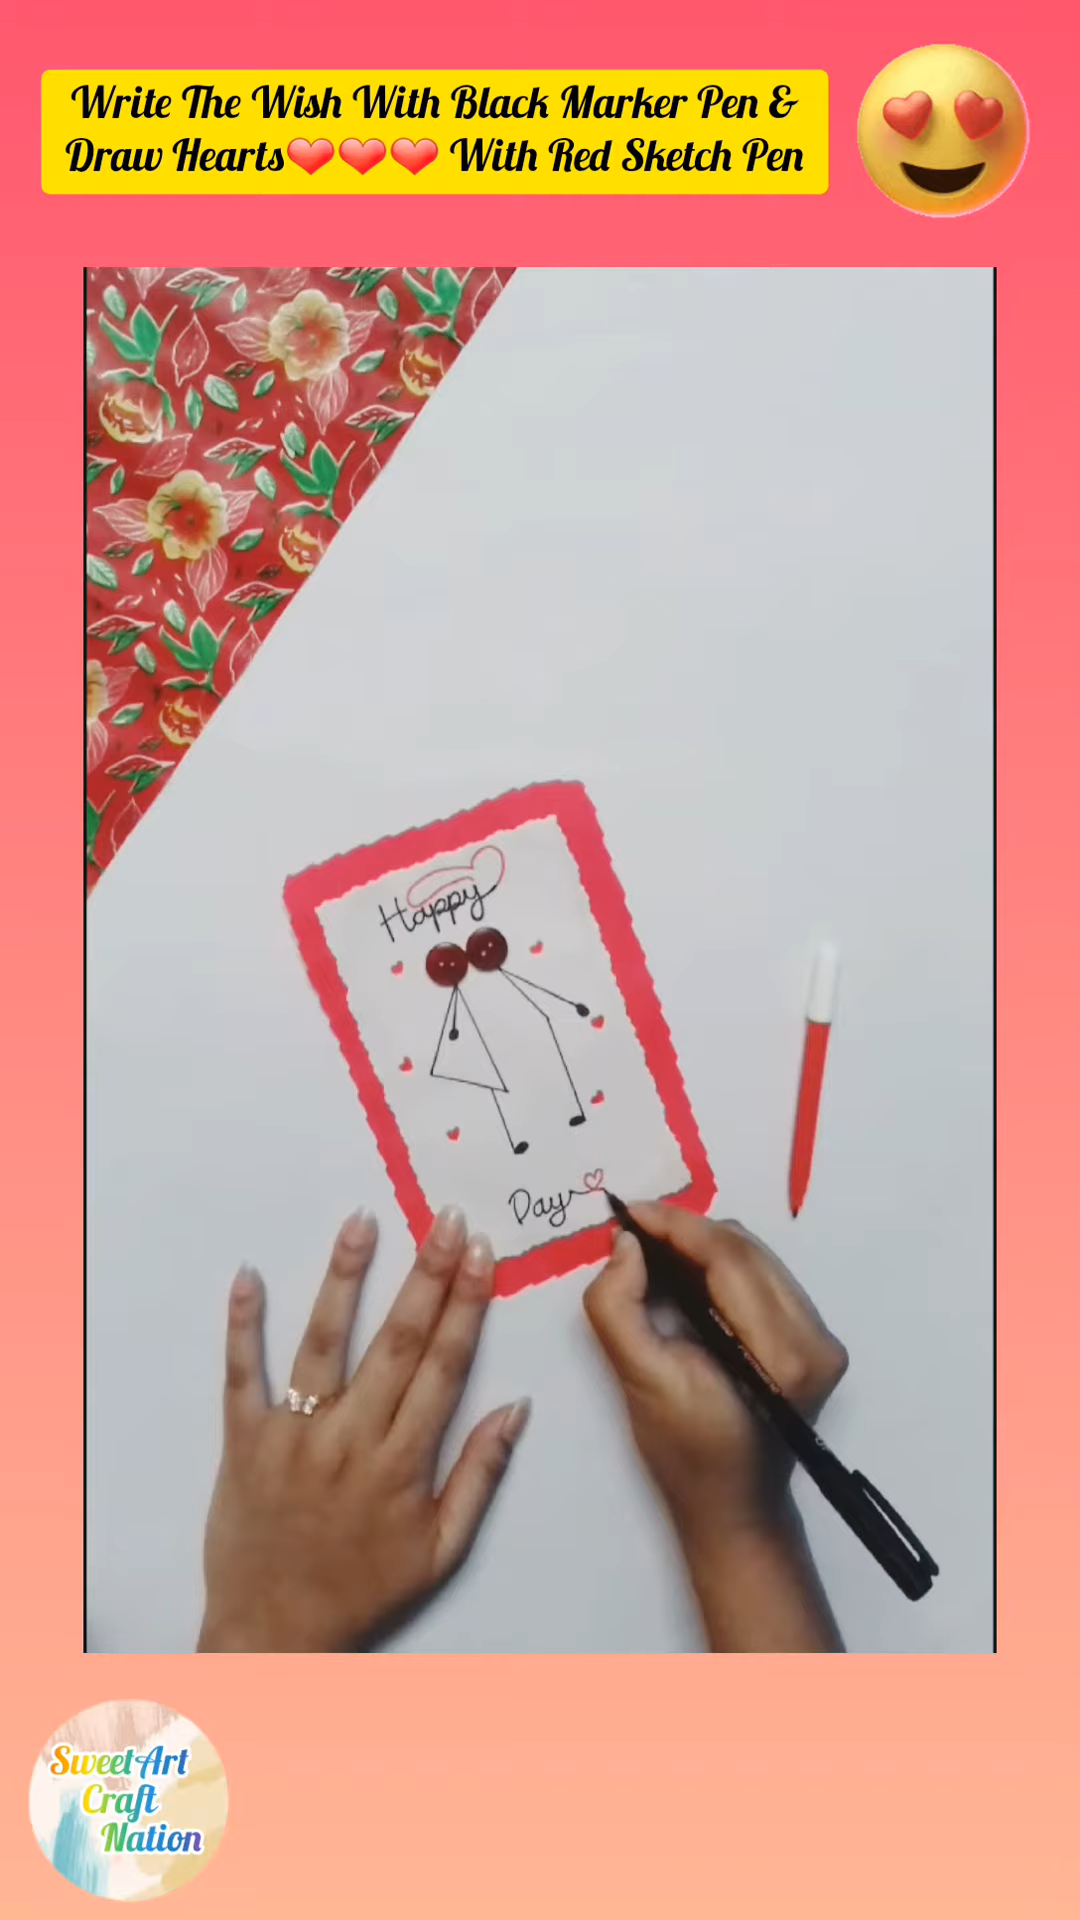 Write The Wish With Black Marker Pen &
Draw Hearts❤️❤️❤️ With Red Sketch Pen
Happy
Day
Sweet Art
Craft
Nation